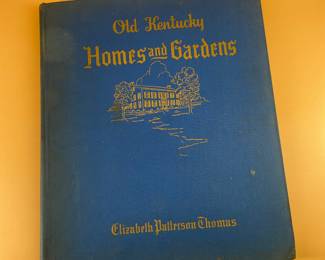 Old Kentucky
Homes and Gardens
Elizabeth Patterson Thomas